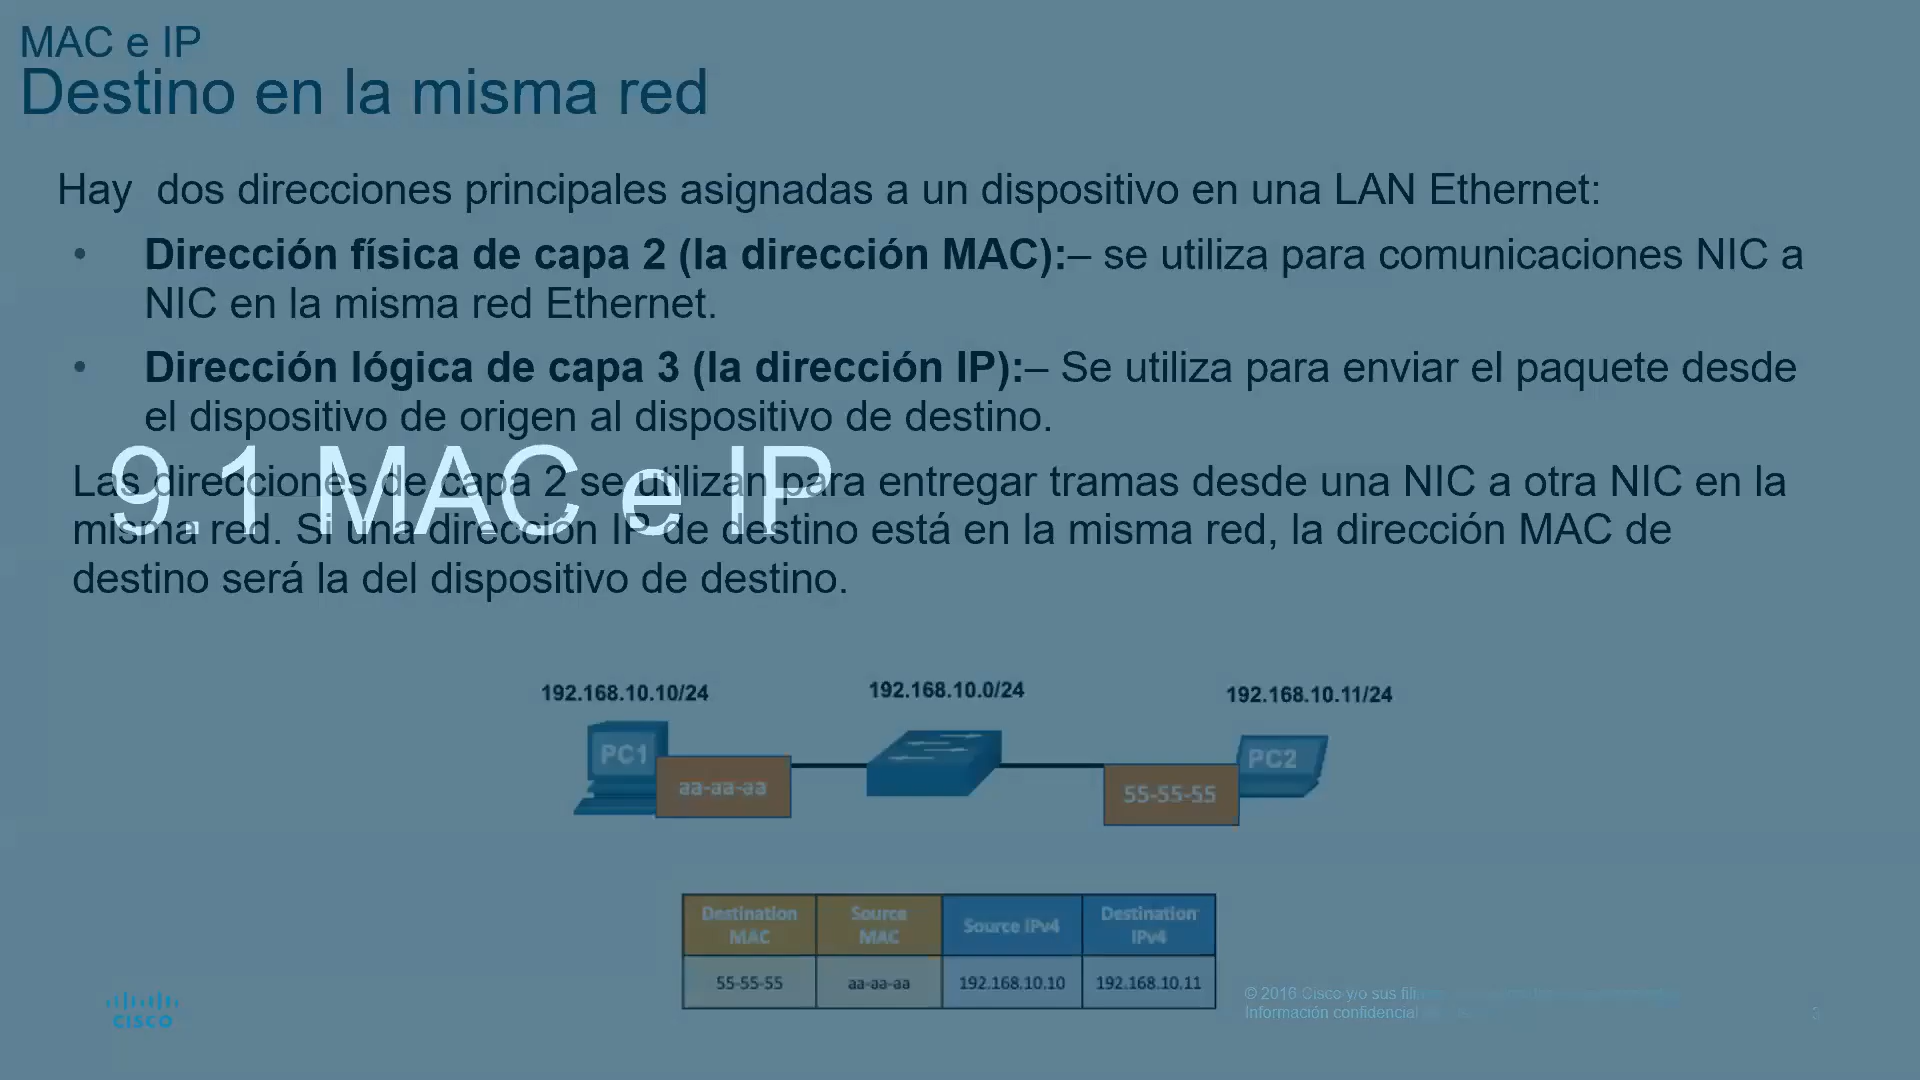 MAC e IP
Destino en la misma red
Hay dos direcciones principales asignadas a un dispositivo en una LAN Ethernet:
• Dirección física de capa 2 (la dirección MAC):– se utiliza para comunicaciones NIC a
NIC en la misma red Ethernet.
• Dirección lógica de capa 3 (la dirección IP):– Se utiliza para enviar el paquete desde
el dispositivo de origen al dispositivo de destino.
9.1 MAC e IP
Las direcciones de capa 2 se utilizan para entregar tramas desde una NIC a otra NIC en la
misma red. Si una dirección IP de destino está en la misma red, la dirección MAC de
destino será la del dispositivo de destino.
192.168.10.10/24 192.168.10.0/24 192.168.10.11/24
PC1 PC2
aa-aa-aa 55-55-55
Destination MAC Source MAC Source IPv4 Destination IPv4
55-55-55 aa-aa-aa 192.168.10.10 192.168.10.11
CISCO
© 2016 Cisco y/o sus
Información confidencial
3